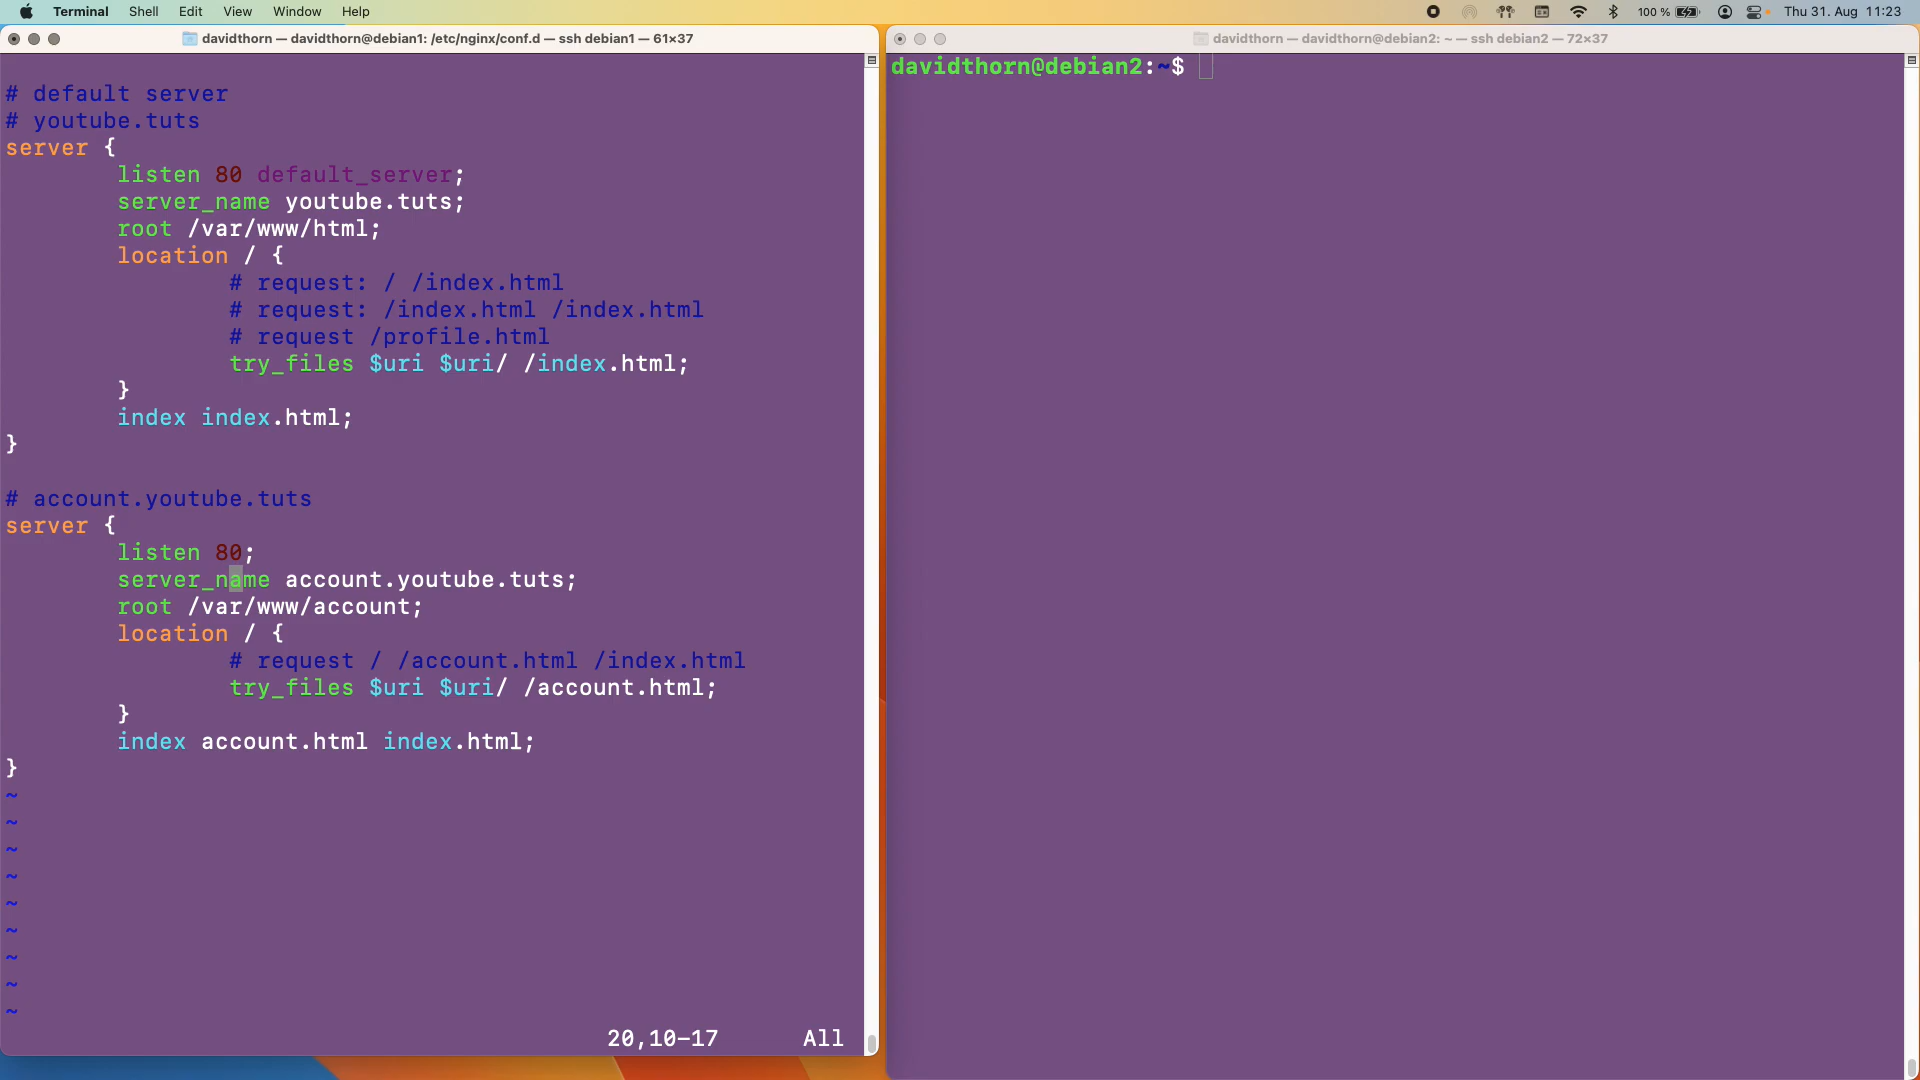 Terminal Shell Edit View Window Help 100 % Thu 31. Aug 11:23
davidthorn — davidthorn@debian1: /etc/nginx/conf.d — ssh debian1 — 61×37
# default server
# youtube.tuts
server {
listen 80 default_server;
server_name youtube.tuts;
root /var/www/html;
location / {
# request: / /index.html
# request: /index.html /index.html
# request /profile.html
try_files $uri $uri/ /index.html;
}
index index.html;
}
# account.youtube.tuts
server {
listen 80;
server_name account.youtube.tuts;
root /var/www/account;
location / {
# request / /account.html /index.html
try_files $uri $uri/ /account.html;
}
index account.html index.html;
}
~
~
~
~
~
~
~
~
~
20,10-17 All
davidthorn — davidthorn@debian2: ~ — ssh debian2 — 72×37
davidthorn@debian2:~$